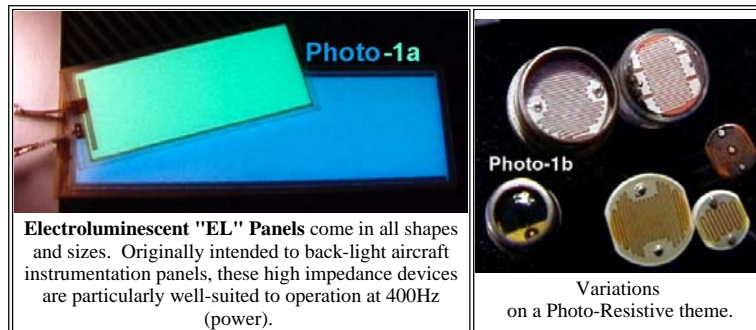 Photo-1a
Electroluminescent "EL" Panels come in all shapes
and sizes.  Originally intended to back-light aircraft
instrumentation panels, these high impedance devices
are particularly well-suited to operation at 400Hz
(power).
Photo-1b
Variations
on a Photo-Resistive theme.